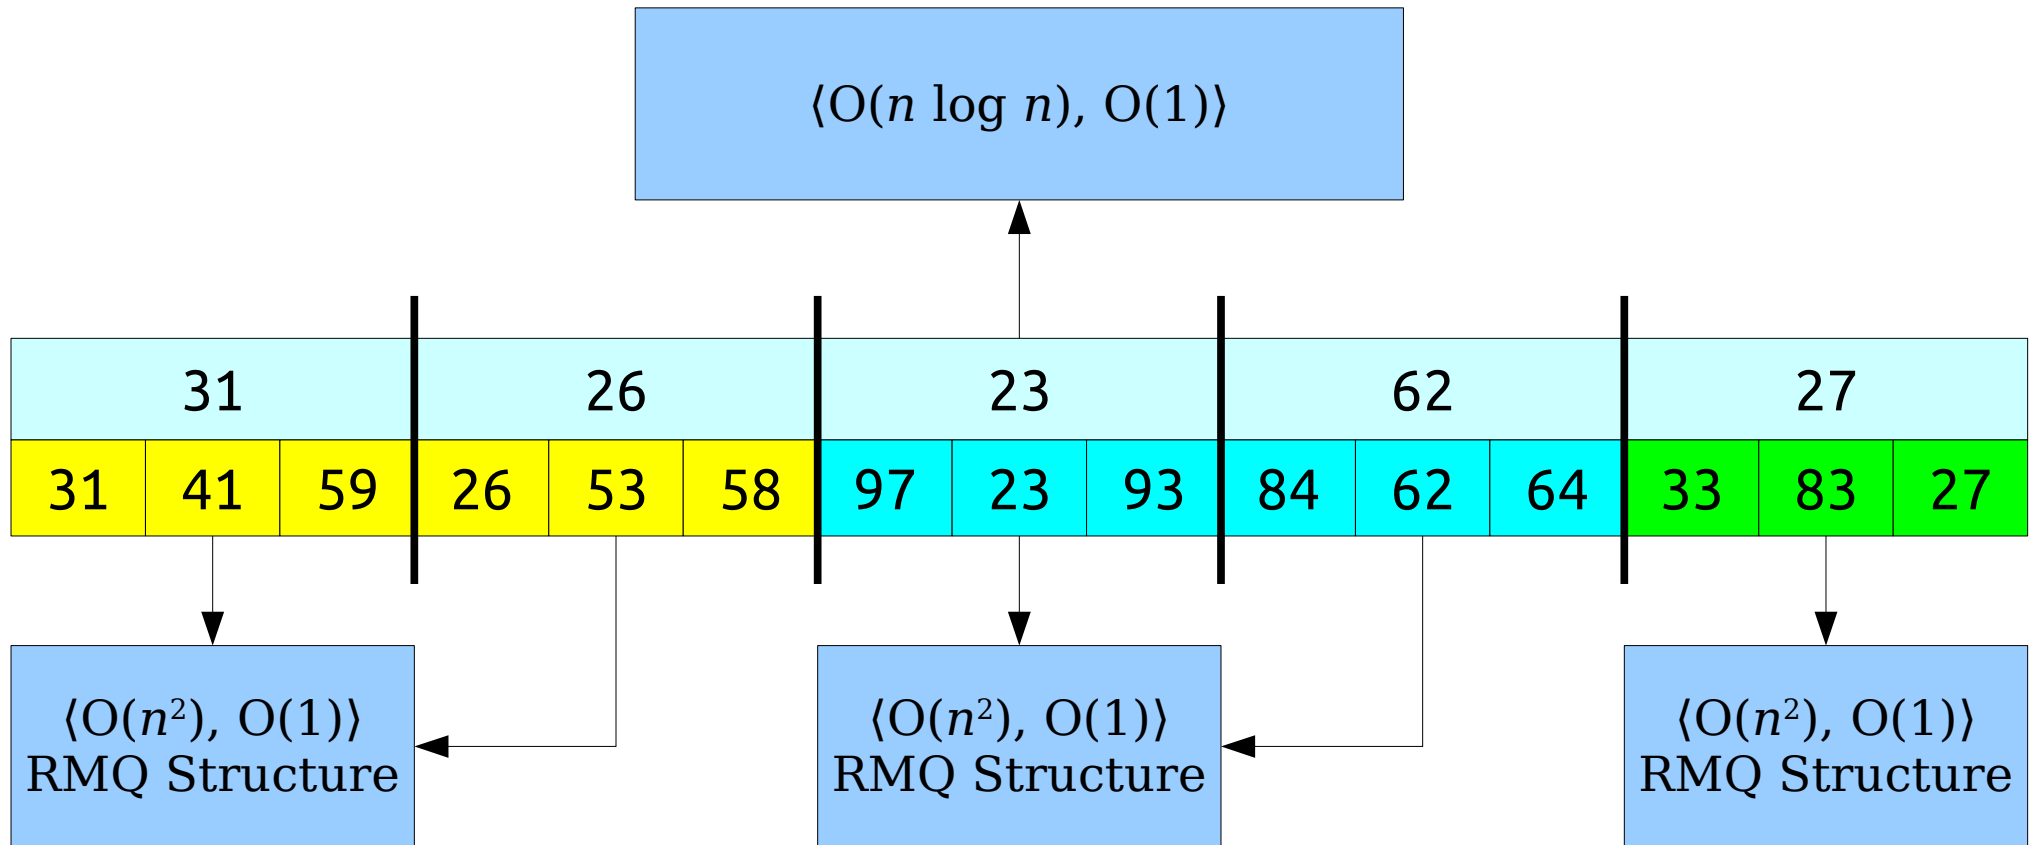 ⟨O(n log n), O(1)⟩
31 26 23 62 27
31 41 59 26 53 58 97 23 93 84 62 64 33 83 27
⟨O(n²), O(1)⟩
RMQ Structure
⟨O(n²), O(1)⟩
RMQ Structure
⟨O(n²), O(1)⟩
RMQ Structure